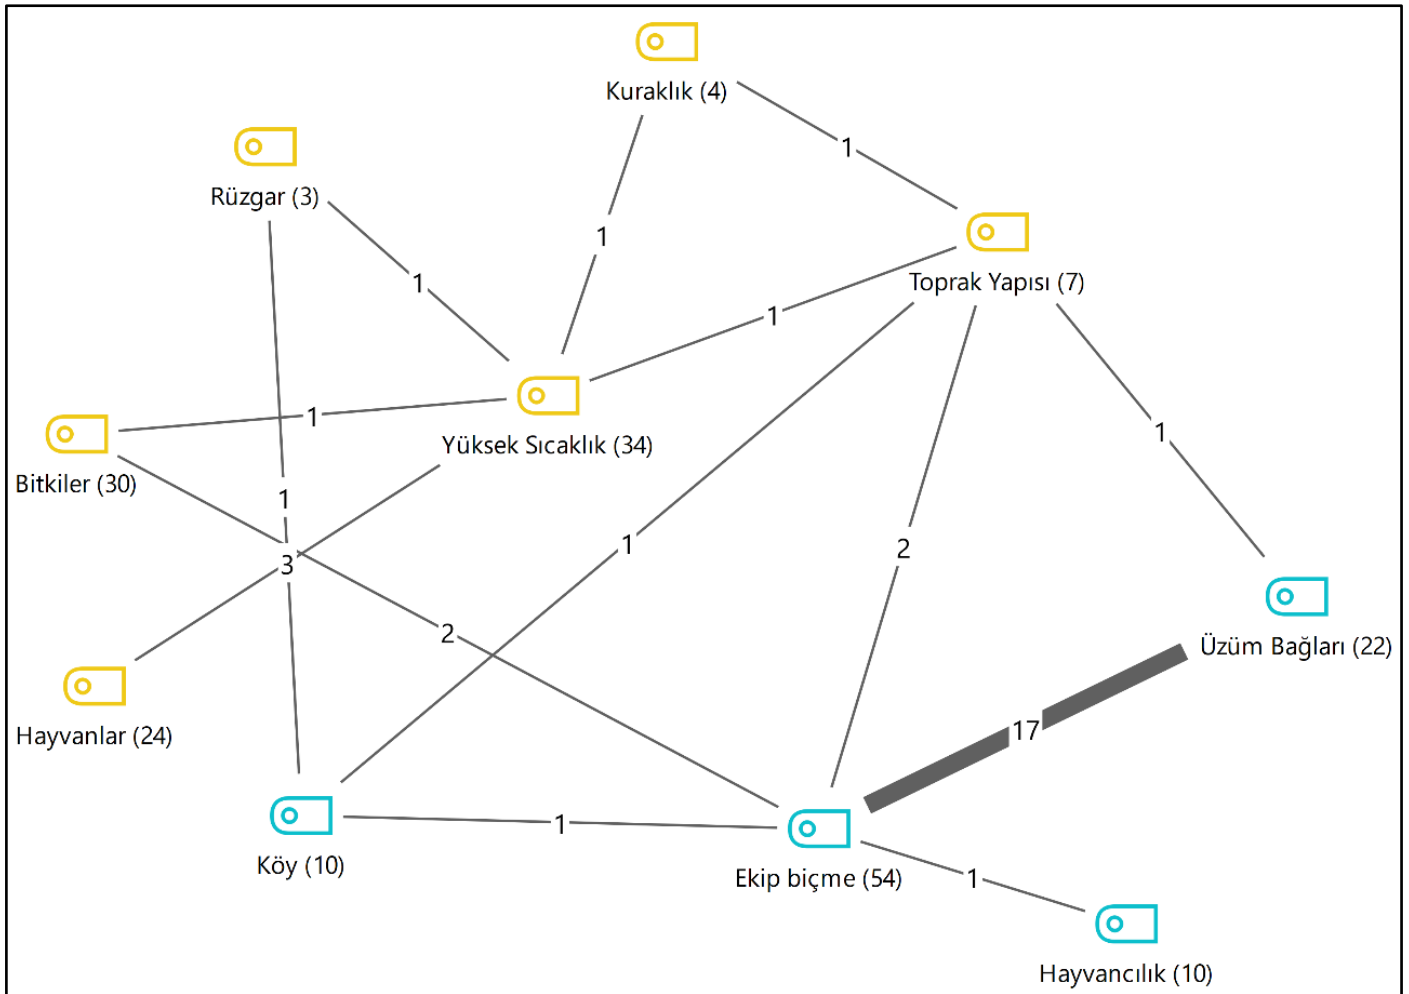 Kuraklık (4)
1
Rüzgar (3)
1
Toprak Yapısı (7)
1
1
1
Yüksek Sıcaklık (34)
1
Bitkiler (30)
1
1
2
3
1
2
Üzüm Bağları (22)
17
Hayvanlar (24)
1
Köy (10)
Ekip biçme (54)
1
Hayvancılık (10)